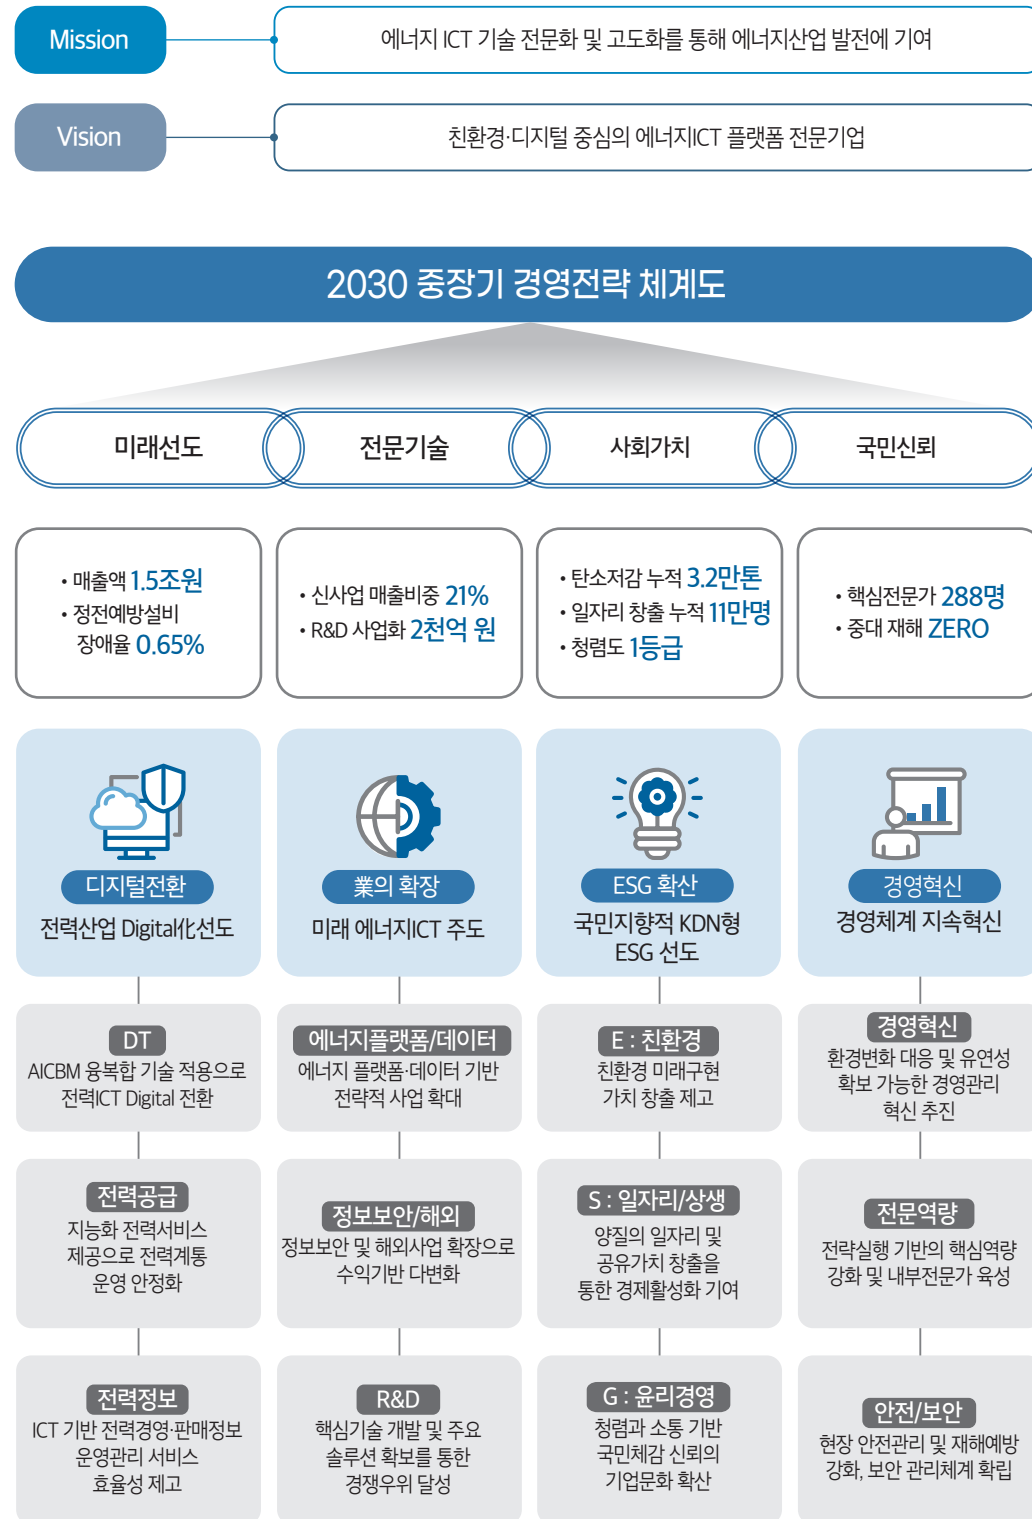 Mission
에너지 ICT 기술 전문화 및 고도화를 통해 에너지산업 발전에 기여
Vision
친환경·디지털 중심의 에너지ICT 플랫폼 전문기업
2030 중장기 경영전략 체계도
미래선도
전문기술
사회가치
국민신뢰
• 매출액 1.5조원
• 정전예방설비
장애율 0.65%
• 신사업 매출비중 21%
• R&D 사업화 2천억 원
• 탄소저감 누적 3.2만톤
• 일자리 창출 누적 11만명
• 청렴도 1등급
• 핵심전문가 288명
• 중대 재해 ZERO
디지털전환
전력산업 Digital化선도
業의 확장
미래 에너지ICT 주도
ESG 확산
국민지향적 KDN형
ESG 선도
경영혁신
경영체계 지속혁신
DT
AICBM 융복합 기술 적용으로
전력ICT Digital 전환
에너지플랫폼/데이터
에너지 플랫폼·데이터 기반
전략적 사업 확대
E : 친환경
친환경 미래구현
가치 창출 제고
경영혁신
환경변화 대응 및 유연성
확보 가능한 경영관리
혁신 추진
전력공급
지능화 전력서비스
제공으로 전력계통
운영 안정화
정보보안/해외
정보보안 및 해외사업 확장으로
수익기반 다변화
S : 일자리/상생
양질의 일자리 및
공유가치 창출을
통한 경제활성화 기여
전문역량
전략실행 기반의 핵심역량
강화 및 내부전문가 육성
전력정보
ICT 기반 전력경영·판매정보
운영관리 서비스
효율성 제고
R&D
핵심기술 개발 및 주요
솔루션 확보를 통한
경쟁우위 달성
G : 윤리경영
청렴과 소통 기반
국민체감 신뢰의
기업문화 확산
안전/보안
현장 안전관리 및 재해예방
강화, 보안 관리체계 확립